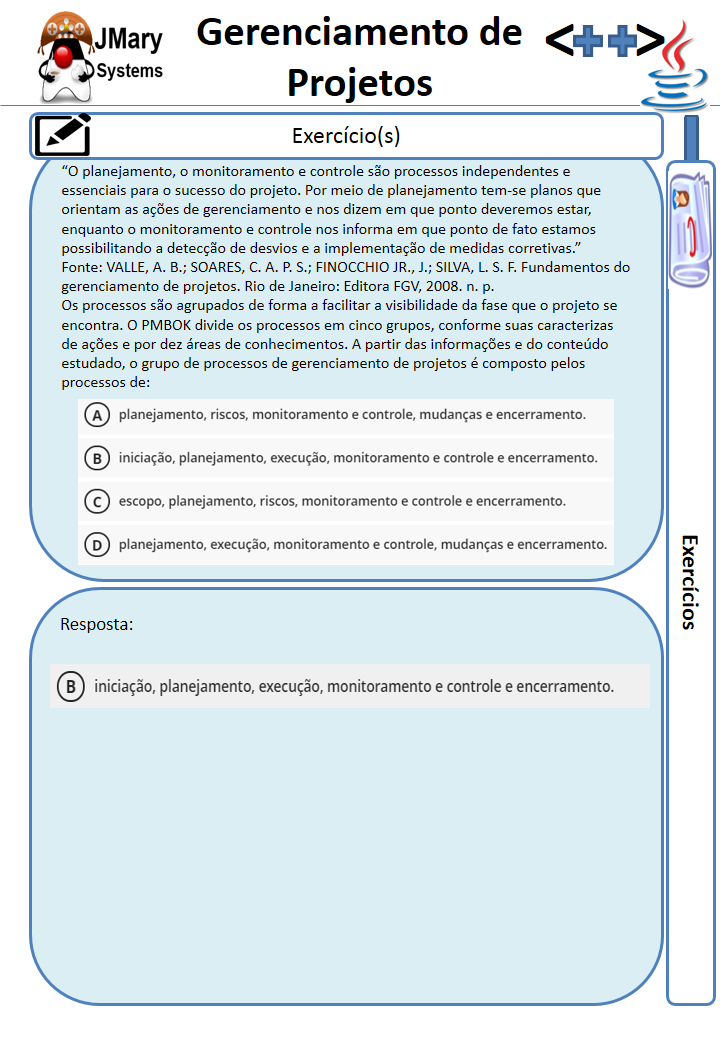 JMary
Systems
Gerenciamento de
Projetos
<++>
Exercício(s)
“O planejamento, o monitoramento e controle são processos independentes e
essenciais para o sucesso do projeto. Por meio de planejamento tem-se planos que
orientam as ações de gerenciamento e nos dizem em que ponto deveremos estar,
enquanto o monitoramento e controle nos informa em que ponto de fato estamos
possibilitando a detecção de desvios e a implementação de medidas corretivas.”
Fonte: VALLE, A. B.; SOARES, C. A. P. S.; FINOCCHIO JR., J.; SILVA, L. S. F. Fundamentos do
gerenciamento de projetos. Rio de Janeiro: Editora FGV, 2008. n. p.
Os processos são agrupados de forma a facilitar a visibilidade da fase que o projeto se
encontra. O PMBOK divide os processos em cinco grupos, conforme suas caracterizas
de ações e por dez áreas de conhecimentos. A partir das informações e do conteúdo
estudado, o grupo de processos de gerenciamento de projetos é composto pelos
processos de:
A planejamento, riscos, monitoramento e controle, mudanças e encerramento.
B iniciação, planejamento, execução, monitoramento e controle e encerramento.
C escopo, planejamento, riscos, monitoramento e controle e encerramento.
D planejamento, execução, monitoramento e controle, mudanças e encerramento.
Exercícios
Resposta:
B iniciação, planejamento, execução, monitoramento e controle e encerramento.